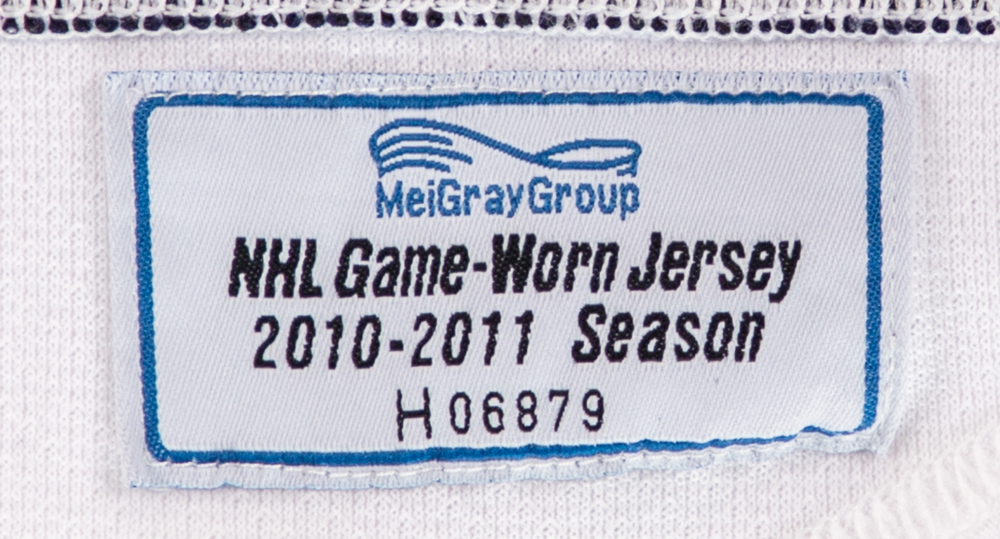 MeiGrayGroup
NHL Game-Worn Jersey
2010-2011 Season
H06879